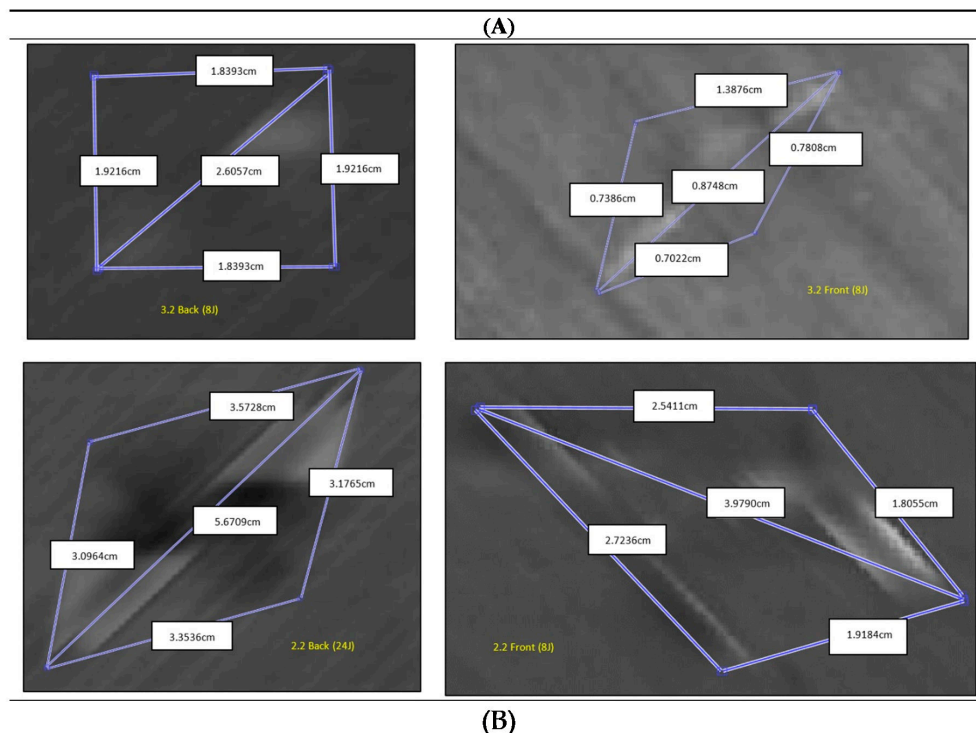 (A)
1.8393cm
1.9216cm
2.6057cm
1.9216cm
1.8393cm
3.2 Back (8J)
1.3876cm
0.7808cm
0.8748cm
0.7386cm
0.7022cm
3.2 Front (8J)
3.5728cm
3.1765cm
5.6709cm
3.0964cm
3.3536cm
2.2 Back (24J)
2.5411cm
3.9790cm
1.8055cm
2.7236cm
1.9184cm
2.2 Front (8J)
(B)